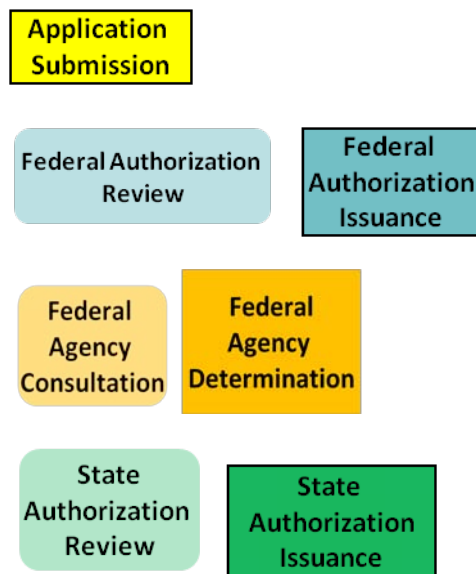 Application
Submission
Federal Authorization
Review
Federal
Authorization
Issuance
Federal
Agency
Consultation
Federal
Agency
Determination
State
Authorization
Review
State
Authorization
Issuance